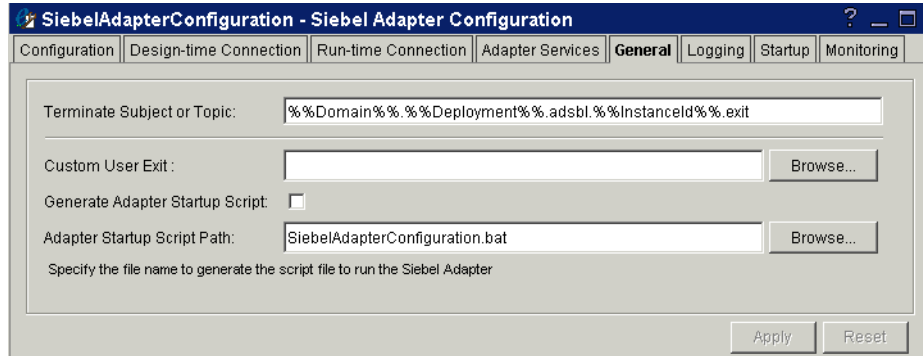 SiebelAdapterConfiguration - Siebel Adapter Configuration ?
Configuration Design-time Connection Run-time Connection Adapter Services General Logging Startup Monitoring
Terminate Subject or Topic: %%Domain%%.%%Deployment%%.adsbl.%%InstanceId%%.exit
Custom User Exit : Browse...
Generate Adapter Startup Script:
Adapter Startup Script Path: SiebelAdapterConfiguration.bat Browse...
Specify the file name to generate the script file to run the Siebel Adapter
Apply Reset